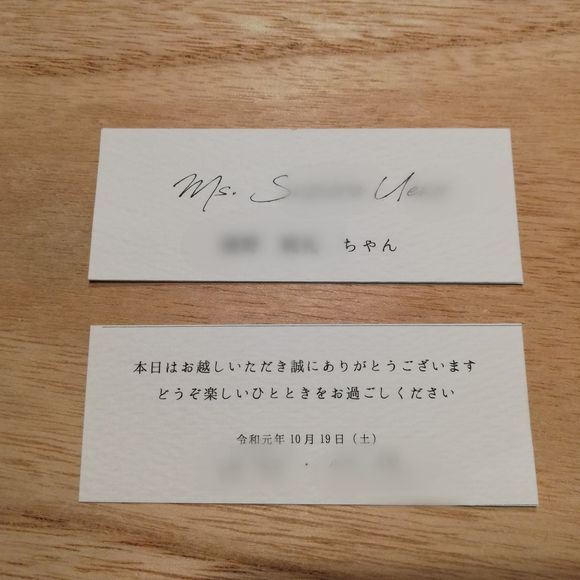 Ms.
ちゃん
本日はお越しいただき誠にありがとうございます
どうぞ楽しいひとときをお過ごしください
令和元年10月19日（土）